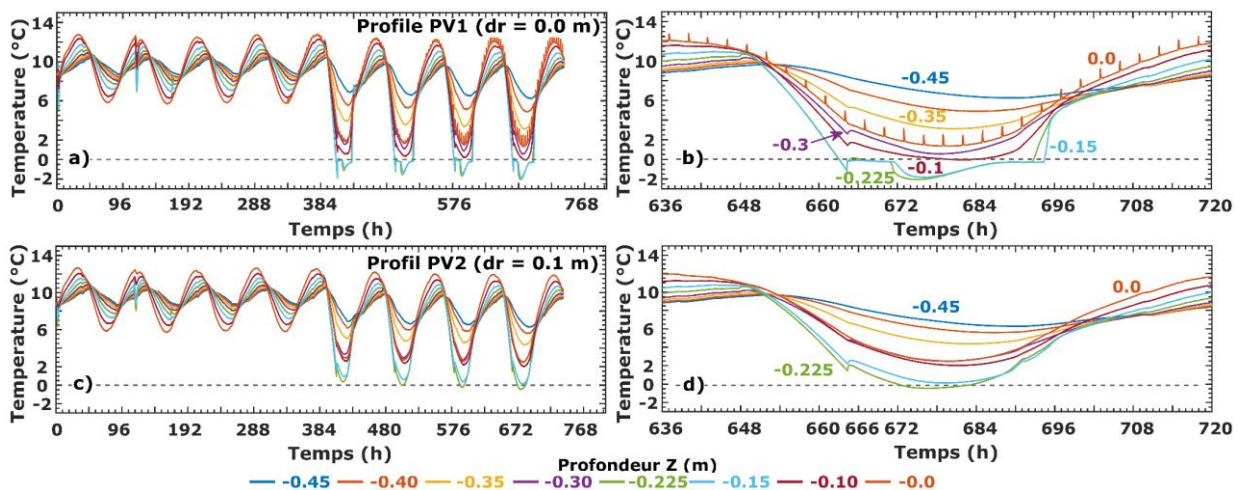 Profile PV1 (dr = 0.0 m)
Temperature (°C)
14
10
6
2
0
-2
a)
0 96 192 288 384 480 576 672 768
Temps (h)
Temperature (°C)
14
10
6
2
0
-2
b)
-0.45
0.0
-0.35
-0.3
-0.1
-0.15
-0.225
636 648 660 672 684 696 708 720
Temps (h)
Profil PV2 (dr = 0.1 m)
Temperature (°C)
14
10
6
2
0
-2
c)
0 96 192 288 384 480 576 672 768
Temps (h)
Temperature (°C)
14
10
6
2
0
-2
d)
-0.45
0.0
-0.225
636 648 660 666 672 684 696 708 720
Temps (h)
Profondeur Z (m)
-0.45 -0.40 -0.35 -0.30 -0.225 -0.15 -0.10 -0.0